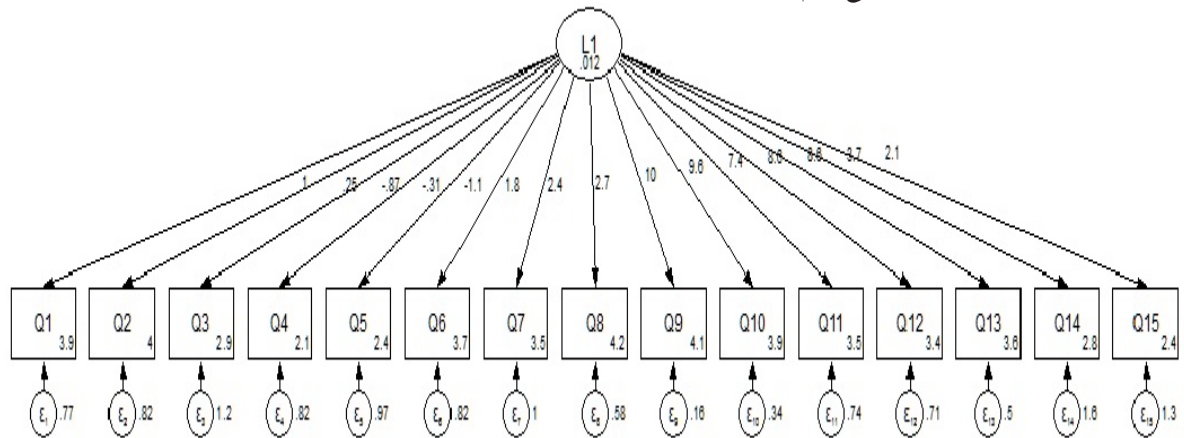 L1
.012
1 .25 -.87 -.31 -1.1 1.8 2.4 2.7 10 9.6 7.4 8.6 8.6 3.7 2.1
Q1 Q2 Q3 Q4 Q5 Q6 Q7 Q8 Q9 Q10 Q11 Q12 Q13 Q14 Q15
3.9 4 2.9 2.1 2.4 3.7 3.5 4.2 4.1 3.9 3.5 3.4 3.6 2.8 2.4
ε₁ .77 ε₂ .82 ε₃ 1.2 ε₄ .82 ε₅ .97 ε₆ .82 ε₇ 1 ε₈ .58 ε₉ .16 ε₁₀ .34 ε₁₁ .74 ε₁₂ .71 ε₁₃ .5 ε₁₄ 1.6 ε₁₅ 1.3